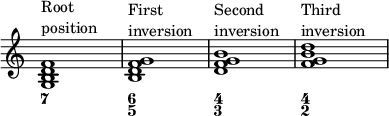 Root
position
First
inversion
Second
inversion
Third
inversion
7
6
5
4
3
4
2